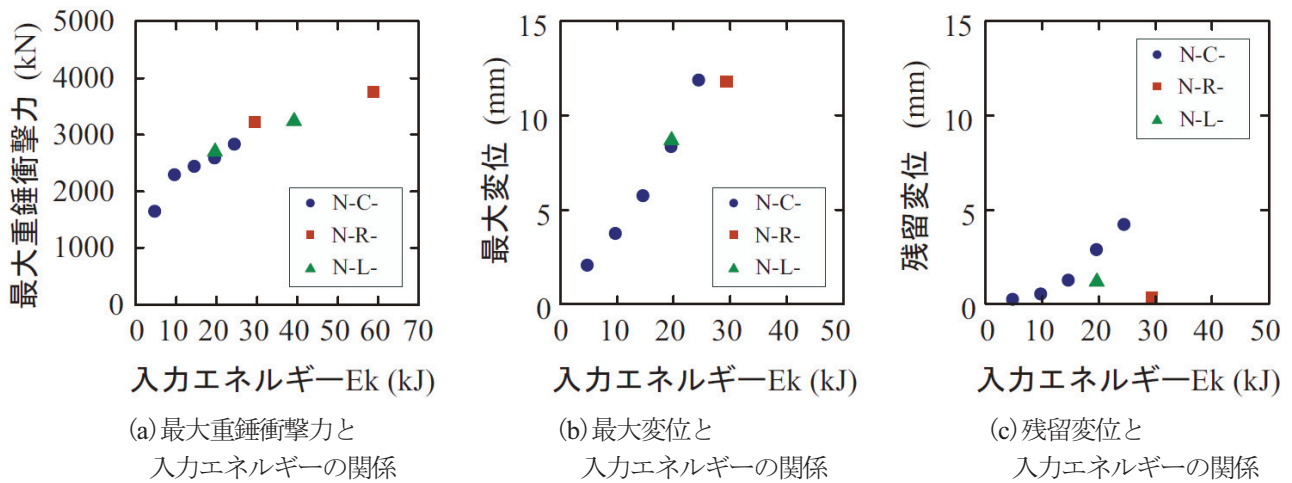 最大重錘衝撃力 (kN)
5000
4000
3000
2000
1000
0
N-C-
N-R-
N-L-
0 10 20 30 40 50 60 70
入力エネルギーEk (kJ)
(a)最大重錘衝撃力と
入力エネルギーの関係
最大変位 (mm)
15
10
5
0
N-C-
N-R-
N-L-
0 10 20 30 40 50
入力エネルギーEk (kJ)
(b)最大変位と
入力エネルギーの関係
残留変位 (mm)
15
10
5
0
N-C-
N-R-
N-L-
0 10 20 30 40 50
入力エネルギーEk (kJ)
(c)残留変位と
入力エネルギーの関係